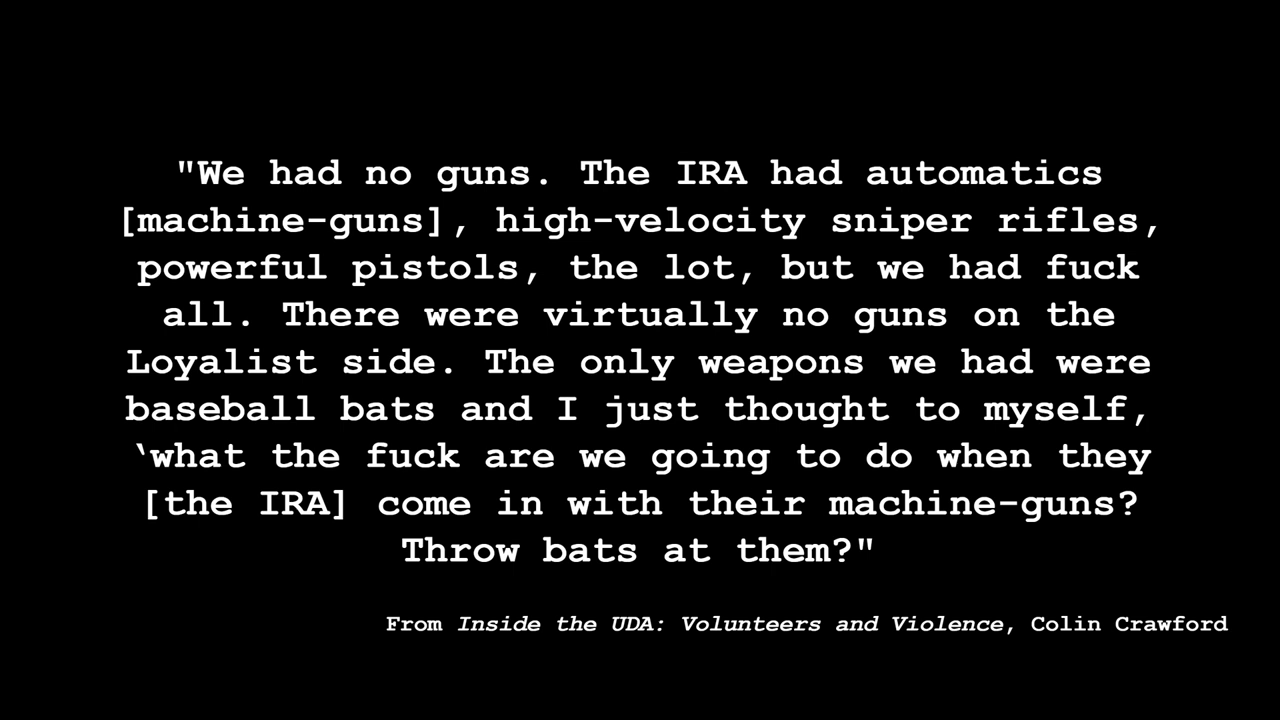 "We had no guns. The IRA had automatics
[machine-guns], high-velocity sniper rifles,
powerful pistols, the lot, but we had fuck
all. There were virtually no guns on the
Loyalist side. The only weapons we had were
baseball bats and I just thought to myself,
‘what the fuck are we going to do when they
[the IRA] come in with their machine-guns?
Throw bats at them?"
From Inside the UDA: Volunteers and Violence, Colin Crawford